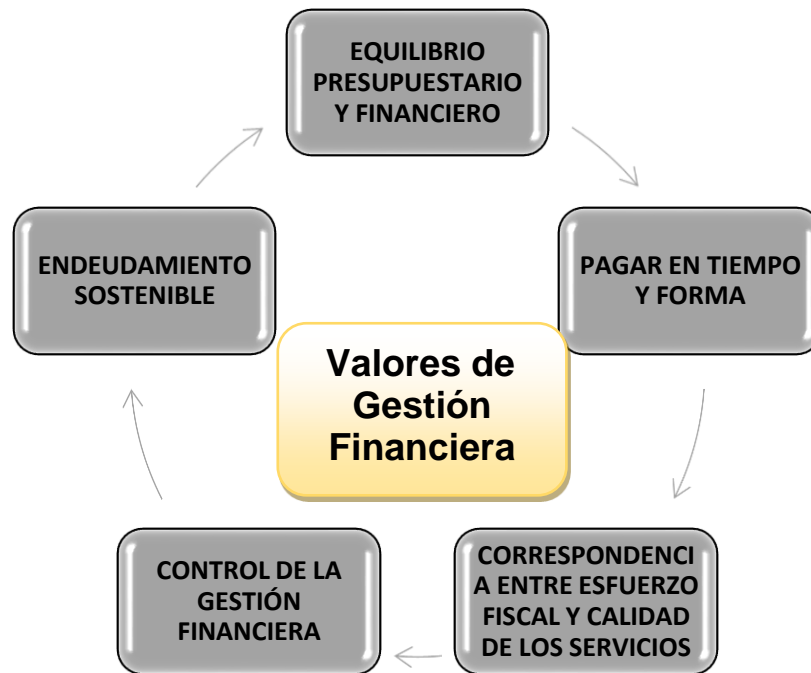 EQUILIBRIO
PRESUPUESTARIO
Y FINANCIERO
PAGAR EN TIEMPO
Y FORMA
CORRESPONDENCI
A ENTRE ESFUERZO
FISCAL Y CALIDAD
DE LOS SERVICIOS
CONTROL DE LA
GESTIÓN
FINANCIERA
ENDEUDAMIENTO
SOSTENIBLE
Valores de
Gestión
Financiera